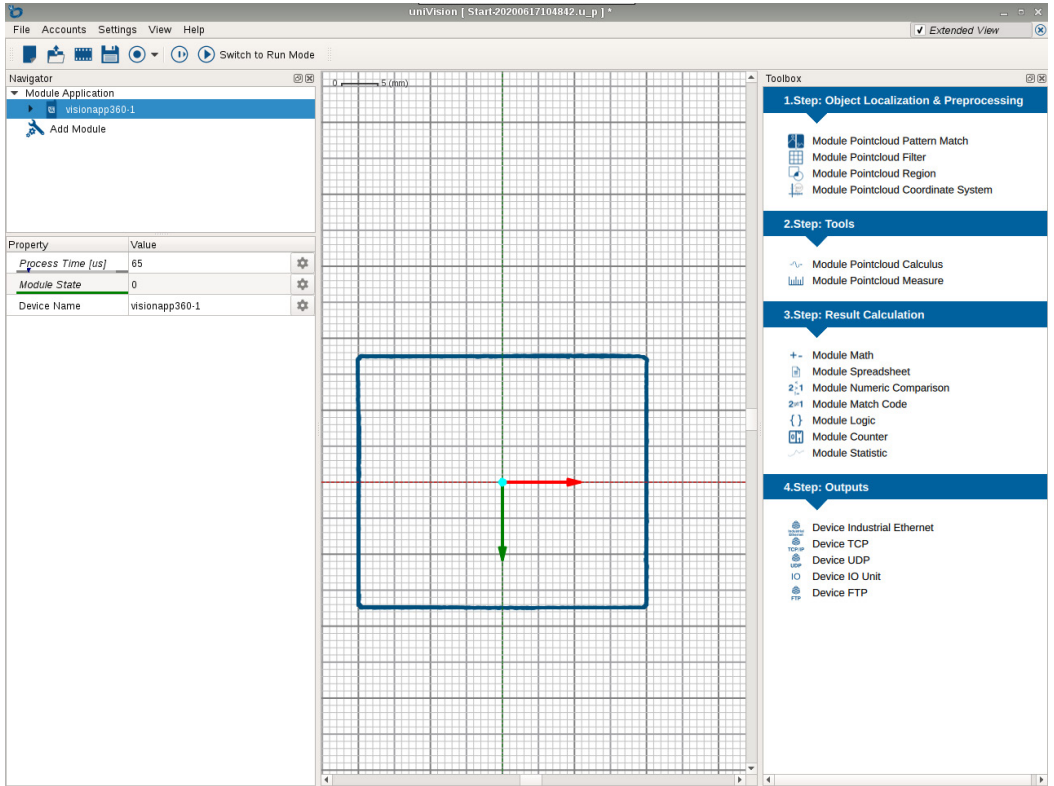 uniVision [ Start-20200617104842.u_p ] *
File Accounts Settings View Help
Extended View
Switch to Run Mode
Navigator
Module Application
visionapp360-1
Add Module
Property Value
Process Time [us] 65
Module State 0
Device Name visionapp360-1
0 5 (mm)
Toolbox
1.Step: Object Localization & Preprocessing
Module Pointcloud Pattern Match
Module Pointcloud Filter
Module Pointcloud Region
Module Pointcloud Coordinate System
2.Step: Tools
Module Pointcloud Calculus
Module Pointcloud Measure
3.Step: Result Calculation
Module Math
Module Spreadsheet
Module Numeric Comparison
Module Match Code
Module Logic
Module Counter
Module Statistic
4.Step: Outputs
Device Industrial Ethernet
TCP/IP Device TCP
UDP Device UDP
IO Device IO Unit
FTP Device FTP